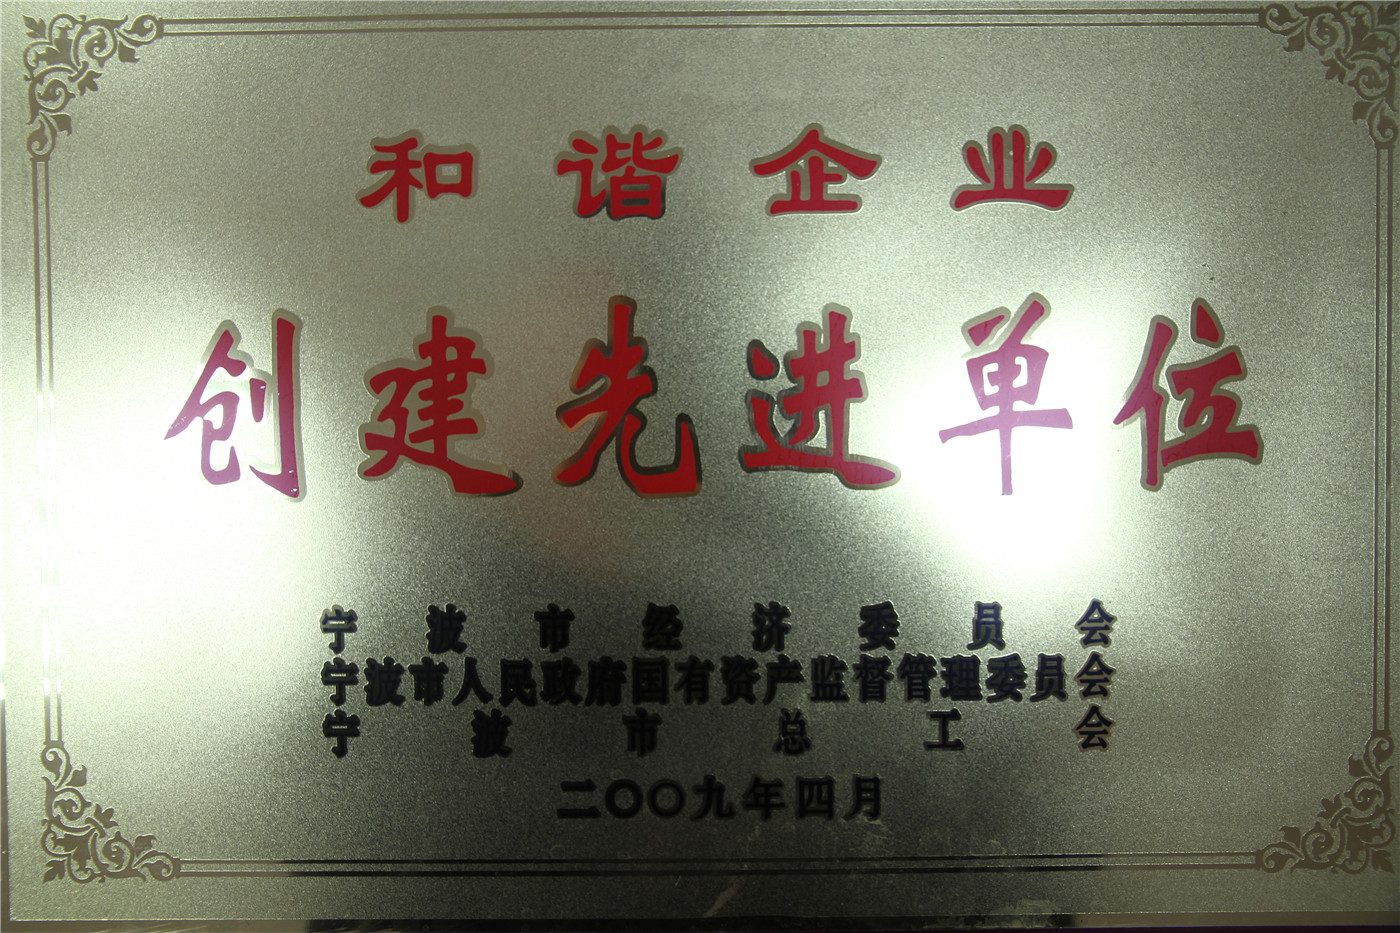 和谐企业
创建先进单位
宁波市经济委员会
宁波市人民政府国有资产监督管理委员会
宁波市总工会
二〇〇九年四月